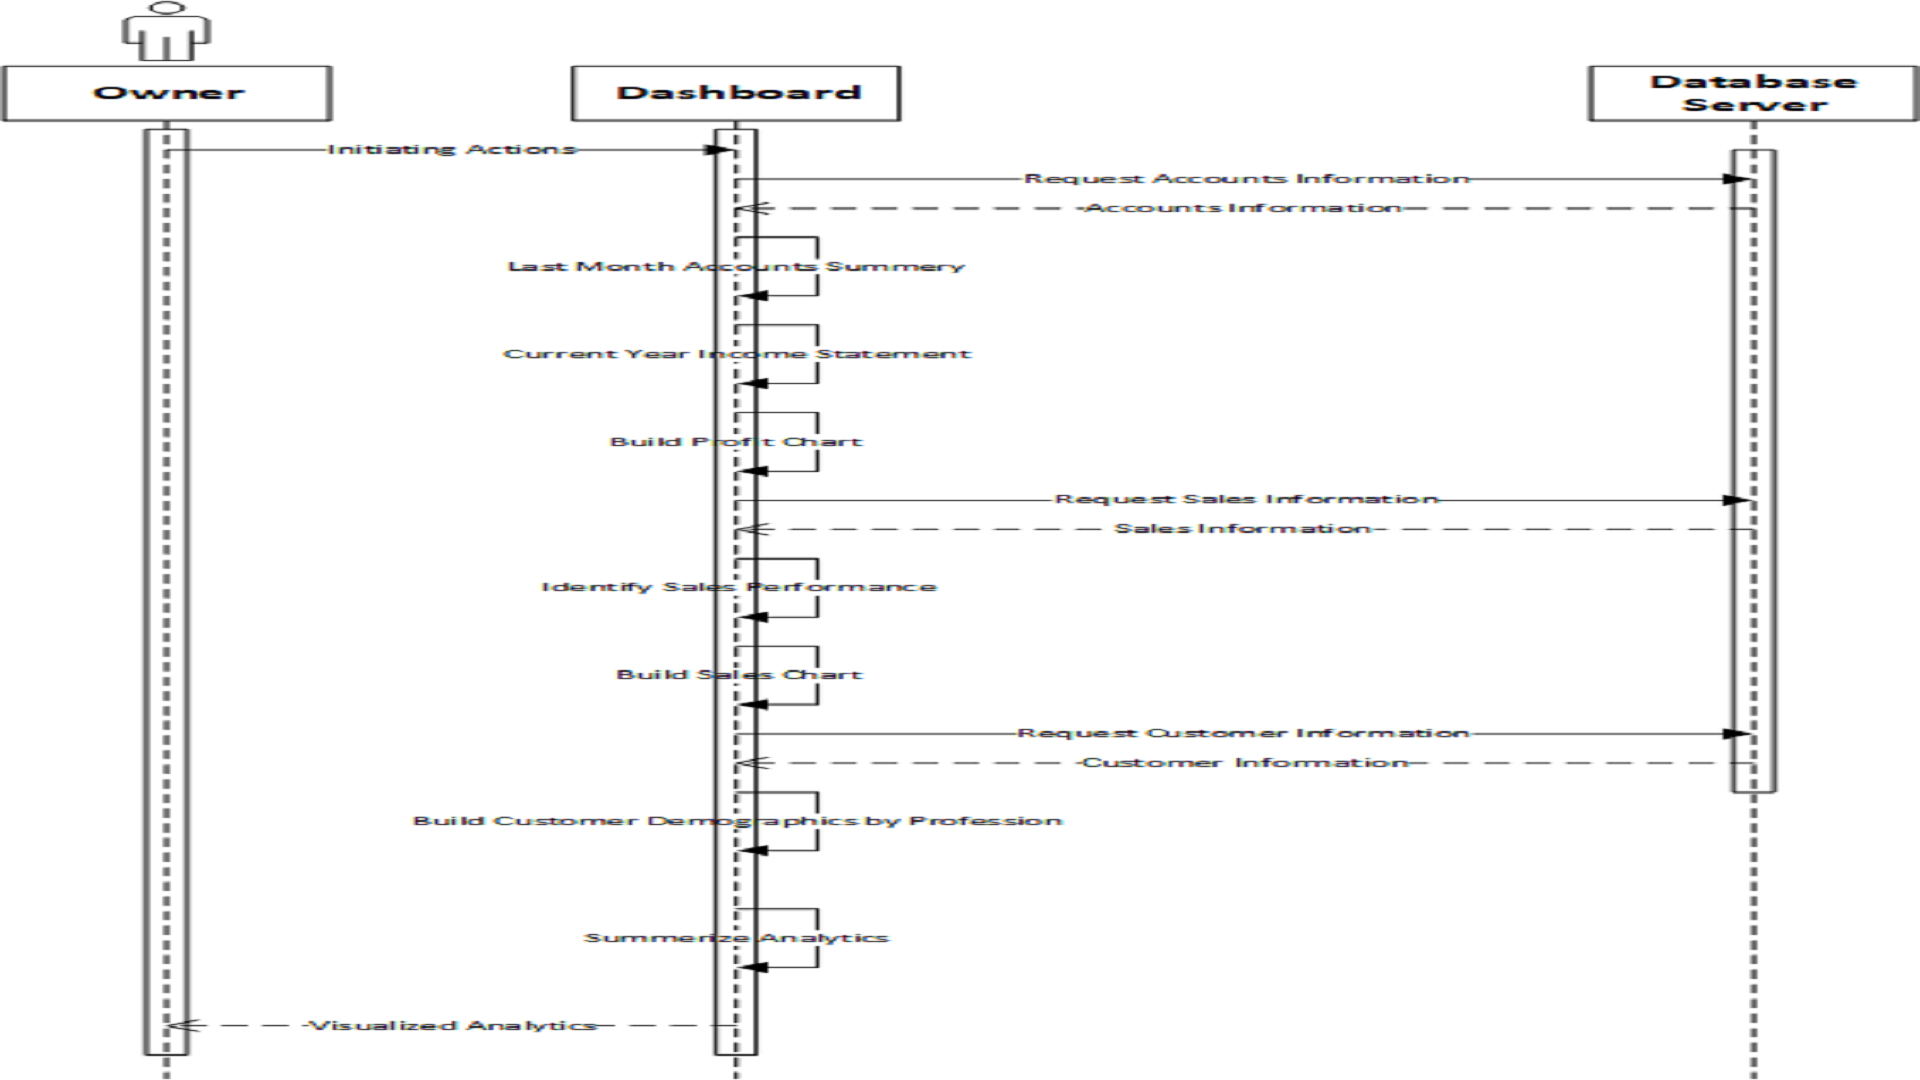 Owner
Dashboard
Database
Server
Initiating Actions
Request Accounts Information
Accounts Information
Last Month Accounts Summery
Current Year Income Statement
Build Profit Chart
Request Sales Information
Sales Information
Identify Sales Performance
Build Sales Chart
Request Customer Information
Customer Information
Build Customer Demographics by Profession
Summerize Analytics
Visualized Analytics